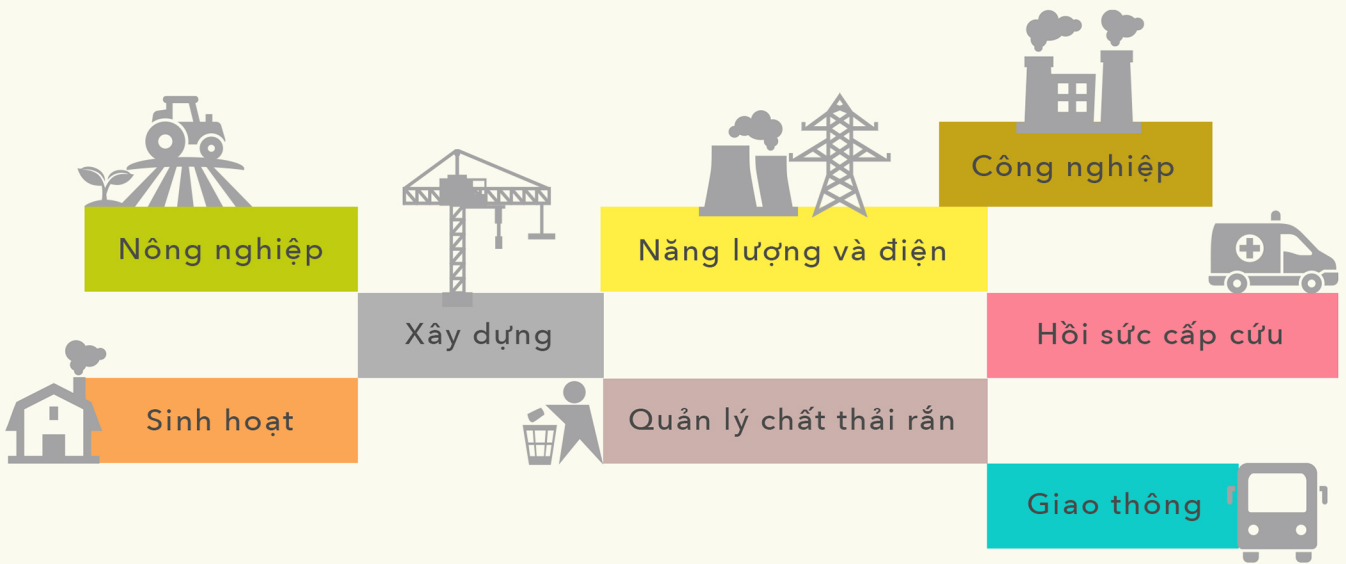 Công nghiệp
Nông nghiệp
Năng lượng và điện
Xây dựng
Hồi sức cấp cứu
Sinh hoạt
Quản lý chất thải rắn
Giao thông